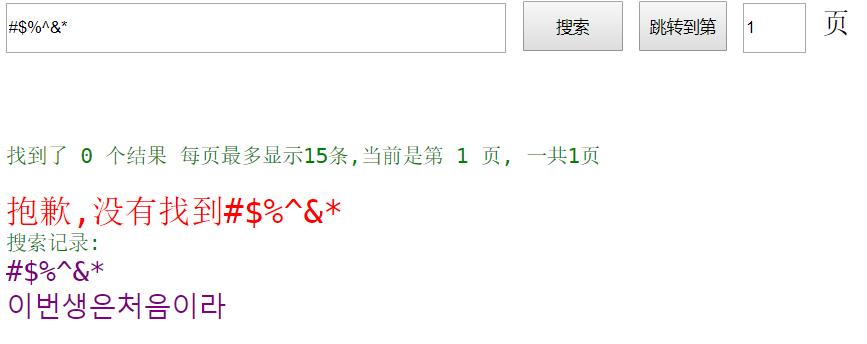 #$%^&* 搜索 跳转到第 1 页
找到了 0 个结果 每页最多显示15条,当前是第 1 页, 一共1页
抱歉,没有找到#$%^&*
搜索记录:
#$%^&*
이번생은처음이라